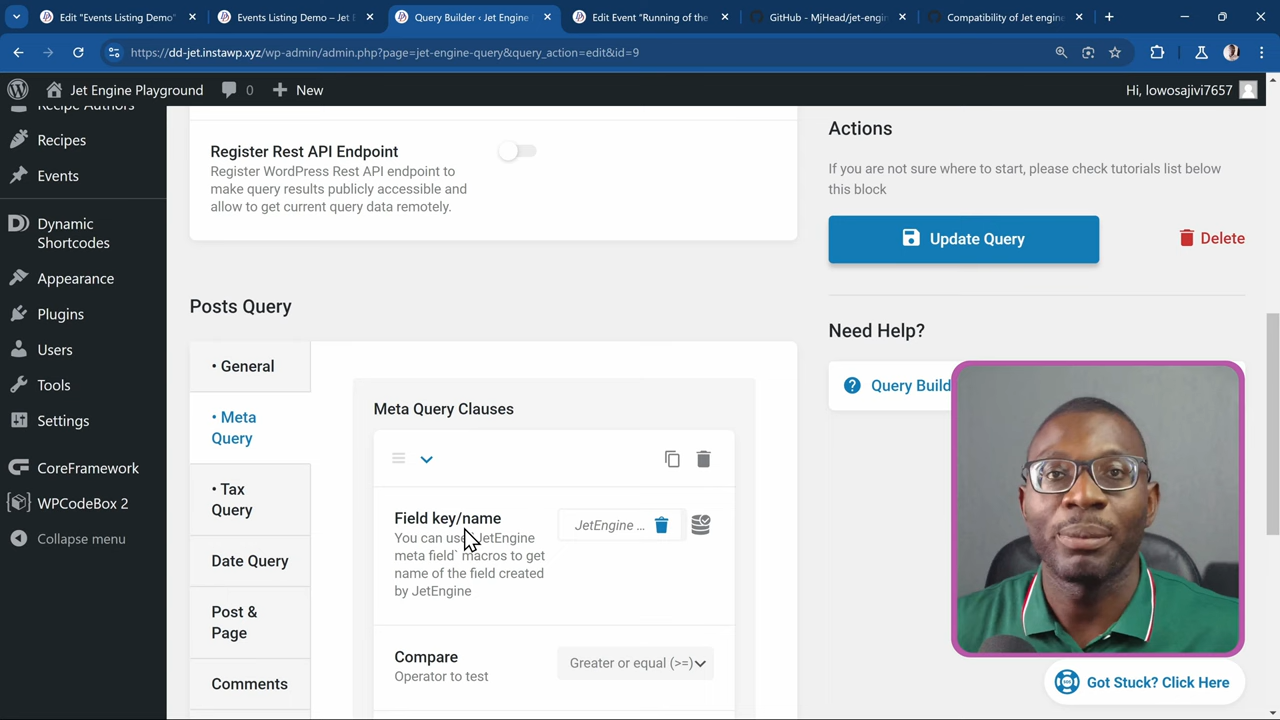 Edit "Events Listing Demo"
Events Listing Demo – Jet E
Query Builder ‹ Jet Engine
Edit Event "Running of the
GitHub - MjHead/jet-engin
Compatibility of Jet engine
https://dd-jet.instawp.xyz/wp-admin/admin.php?page=jet-engine-query&query_action=edit&id=9
Jet Engine Playground
0
New
Hi, lowosajivi7657
Recipe Authors
Recipes
Events
Dynamic
Shortcodes
Appearance
Plugins
Users
Tools
Settings
CoreFramework
WPCodeBox 2
Collapse menu
Register Rest API Endpoint
Register WordPress Rest API endpoint to
make query results publicly accessible and
allow to get current query data remotely.
Posts Query
• General
• Meta
Query
• Tax
Query
Date Query
Post &
Page
Comments
Meta Query Clauses
Field key/name
You can use JetEngine
meta field` macros to get
name of the field created
by JetEngine
JetEngine ...
Compare
Operator to test
Greater or equal (>=)
Actions
If you are not sure where to start, please check tutorials list below
this block
Update Query
Delete
Need Help?
Query Build
Got Stuck? Click Here